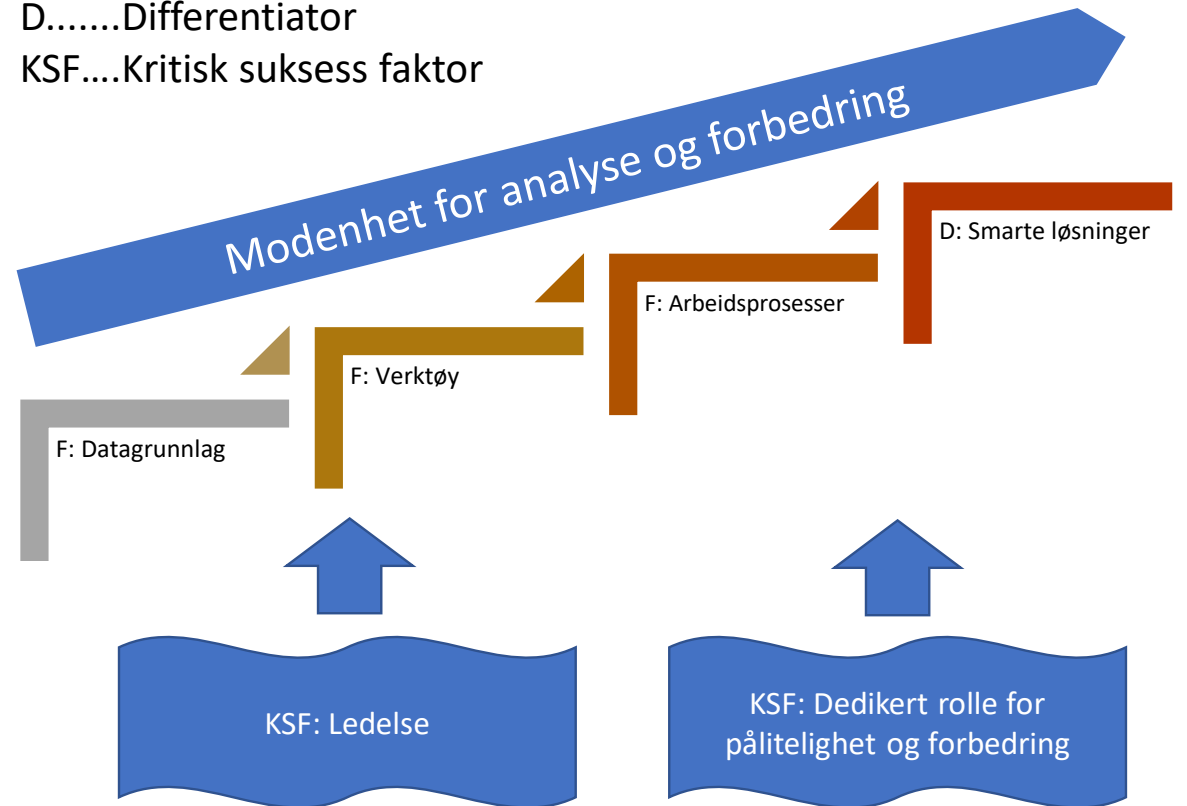 D.......Differentiator
KSF....Kritisk suksess faktor
Modenhet for analyse og forbedring
D: Smarte løsninger
F: Arbeidsprosesser
F: Verktøy
F: Datagrunnlag
KSF: Ledelse
KSF: Dedikert rolle for
pålitelighet og forbedring